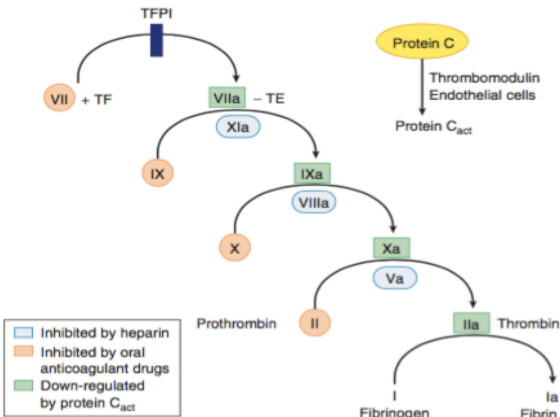 TFPI
Protein C
Thrombomodulin
Endothelial cells
Protein Cact
VII + TF
VIIa – TE
XIa
IX
IXa
VIIIa
X
Xa
Va
Prothrombin II
IIa Thrombin
I Ia
Fibrinogen Fibrin
Inhibited by heparin
Inhibited by oral
anticoagulant drugs
Down-regulated
by protein Cact